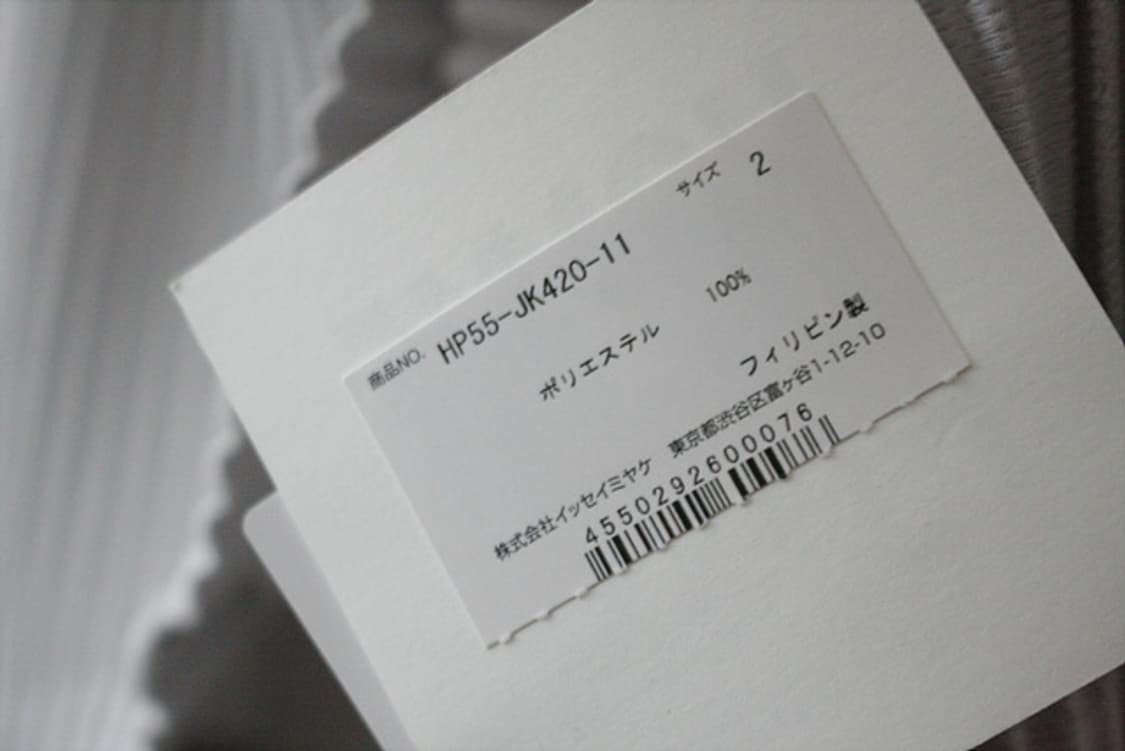 サイズ 2
商品NO. HP55-JK420-11
ポリエステル 100%
フィリピン製
株式会社イッセイミヤケ 東京都渋谷区富ヶ谷1-12-10
4550292600076